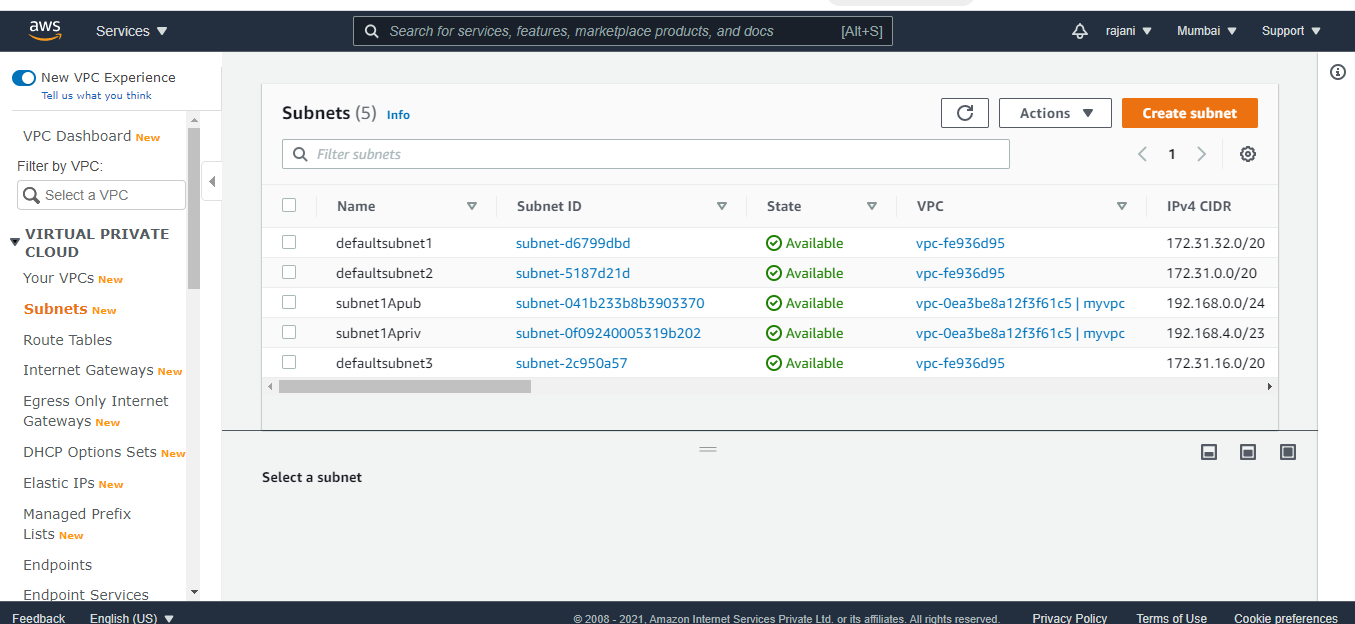 aws
Services
Search for services, features, marketplace products, and docs [Alt+S]
rajani
Mumbai
Support
New VPC Experience
Tell us what you think
VPC Dashboard New
Filter by VPC:
Select a VPC
VIRTUAL PRIVATE
CLOUD
Your VPCs New
Subnets New
Route Tables
Internet Gateways New
Egress Only Internet
Gateways New
DHCP Options Sets New
Elastic IPs New
Managed Prefix
Lists New
Endpoints
Endpoint Services
Subnets (5) Info
Actions
Create subnet
Filter subnets
1
Name Subnet ID State VPC IPv4 CIDR
defaultsubnet1 subnet-d6799dbd Available vpc-fe936d95 172.31.32.0/20
defaultsubnet2 subnet-5187d21d Available vpc-fe936d95 172.31.0.0/20
subnet1Apub subnet-041b233b8b3903370 Available vpc-0ea3be8a12f3f61c5 | myvpc 192.168.0.0/24
subnet1Apriv subnet-0f09240005319b202 Available vpc-0ea3be8a12f3f61c5 | myvpc 192.168.4.0/23
defaultsubnet3 subnet-2c950a57 Available vpc-fe936d95 172.31.16.0/20
Select a subnet
Feedback English (US) © 2008 - 2021, Amazon Internet Services Private Ltd. or its affiliates. All rights reserved. Privacy Policy Terms of Use Cookie preferences